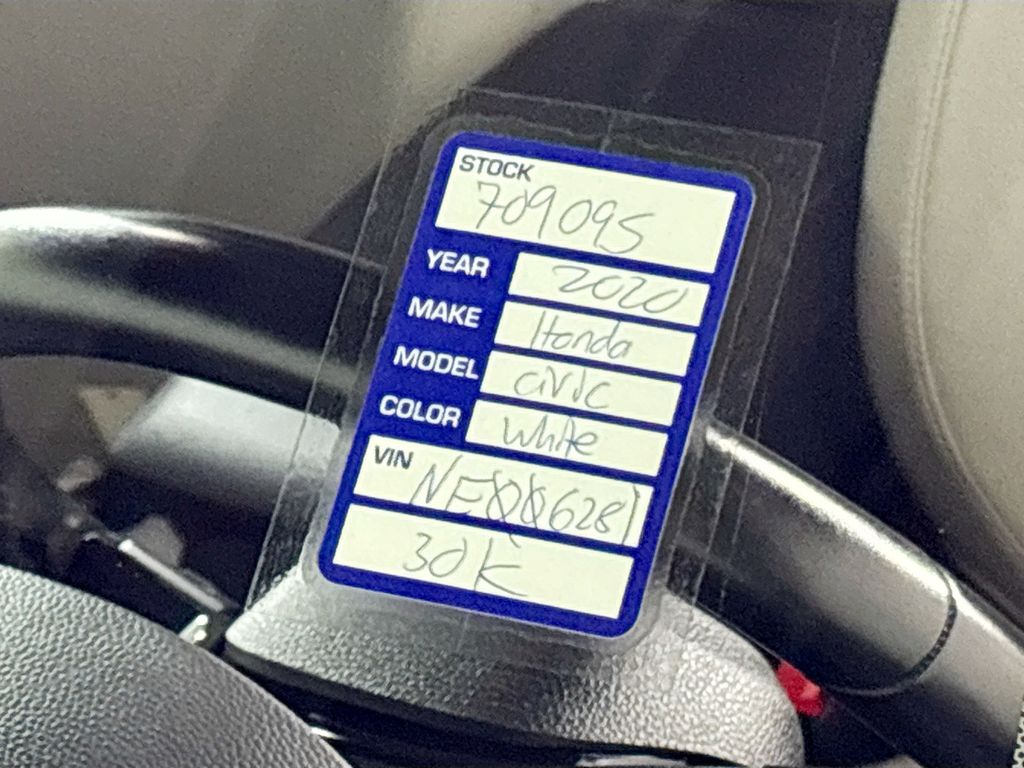 STOCK
709095
YEAR 2020
MAKE Honda
MODEL civic
COLOR white
VIN
NE006281
30K